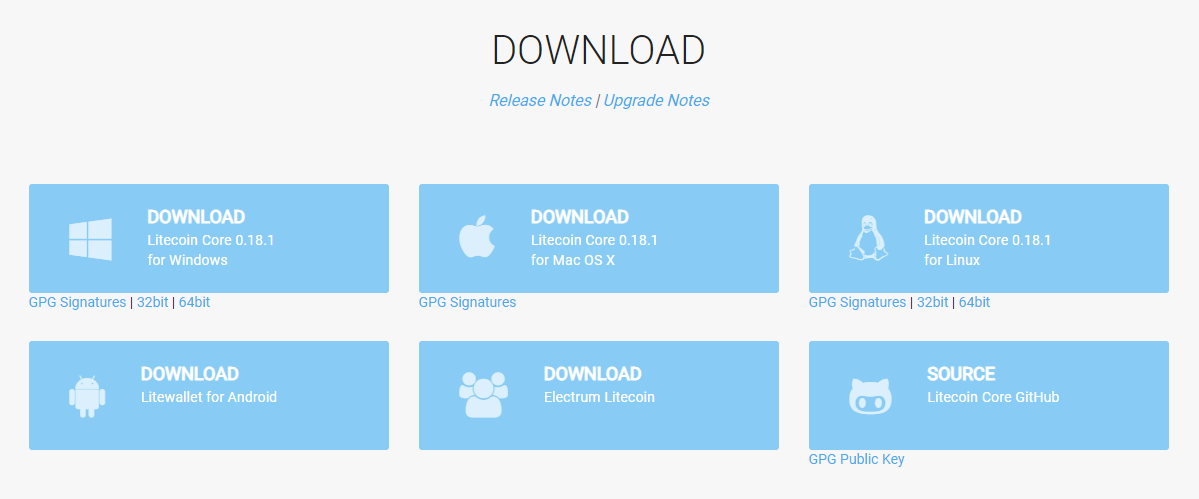 DOWNLOAD
Release Notes | Upgrade Notes
DOWNLOAD
Litecoin Core 0.18.1
for Windows
GPG Signatures | 32bit | 64bit
DOWNLOAD
Litecoin Core 0.18.1
for Mac OS X
GPG Signatures
DOWNLOAD
Litecoin Core 0.18.1
for Linux
GPG Signatures | 32bit | 64bit
DOWNLOAD
Litewallet for Android
DOWNLOAD
Electrum Litecoin
SOURCE
Litecoin Core GitHub
GPG Public Key